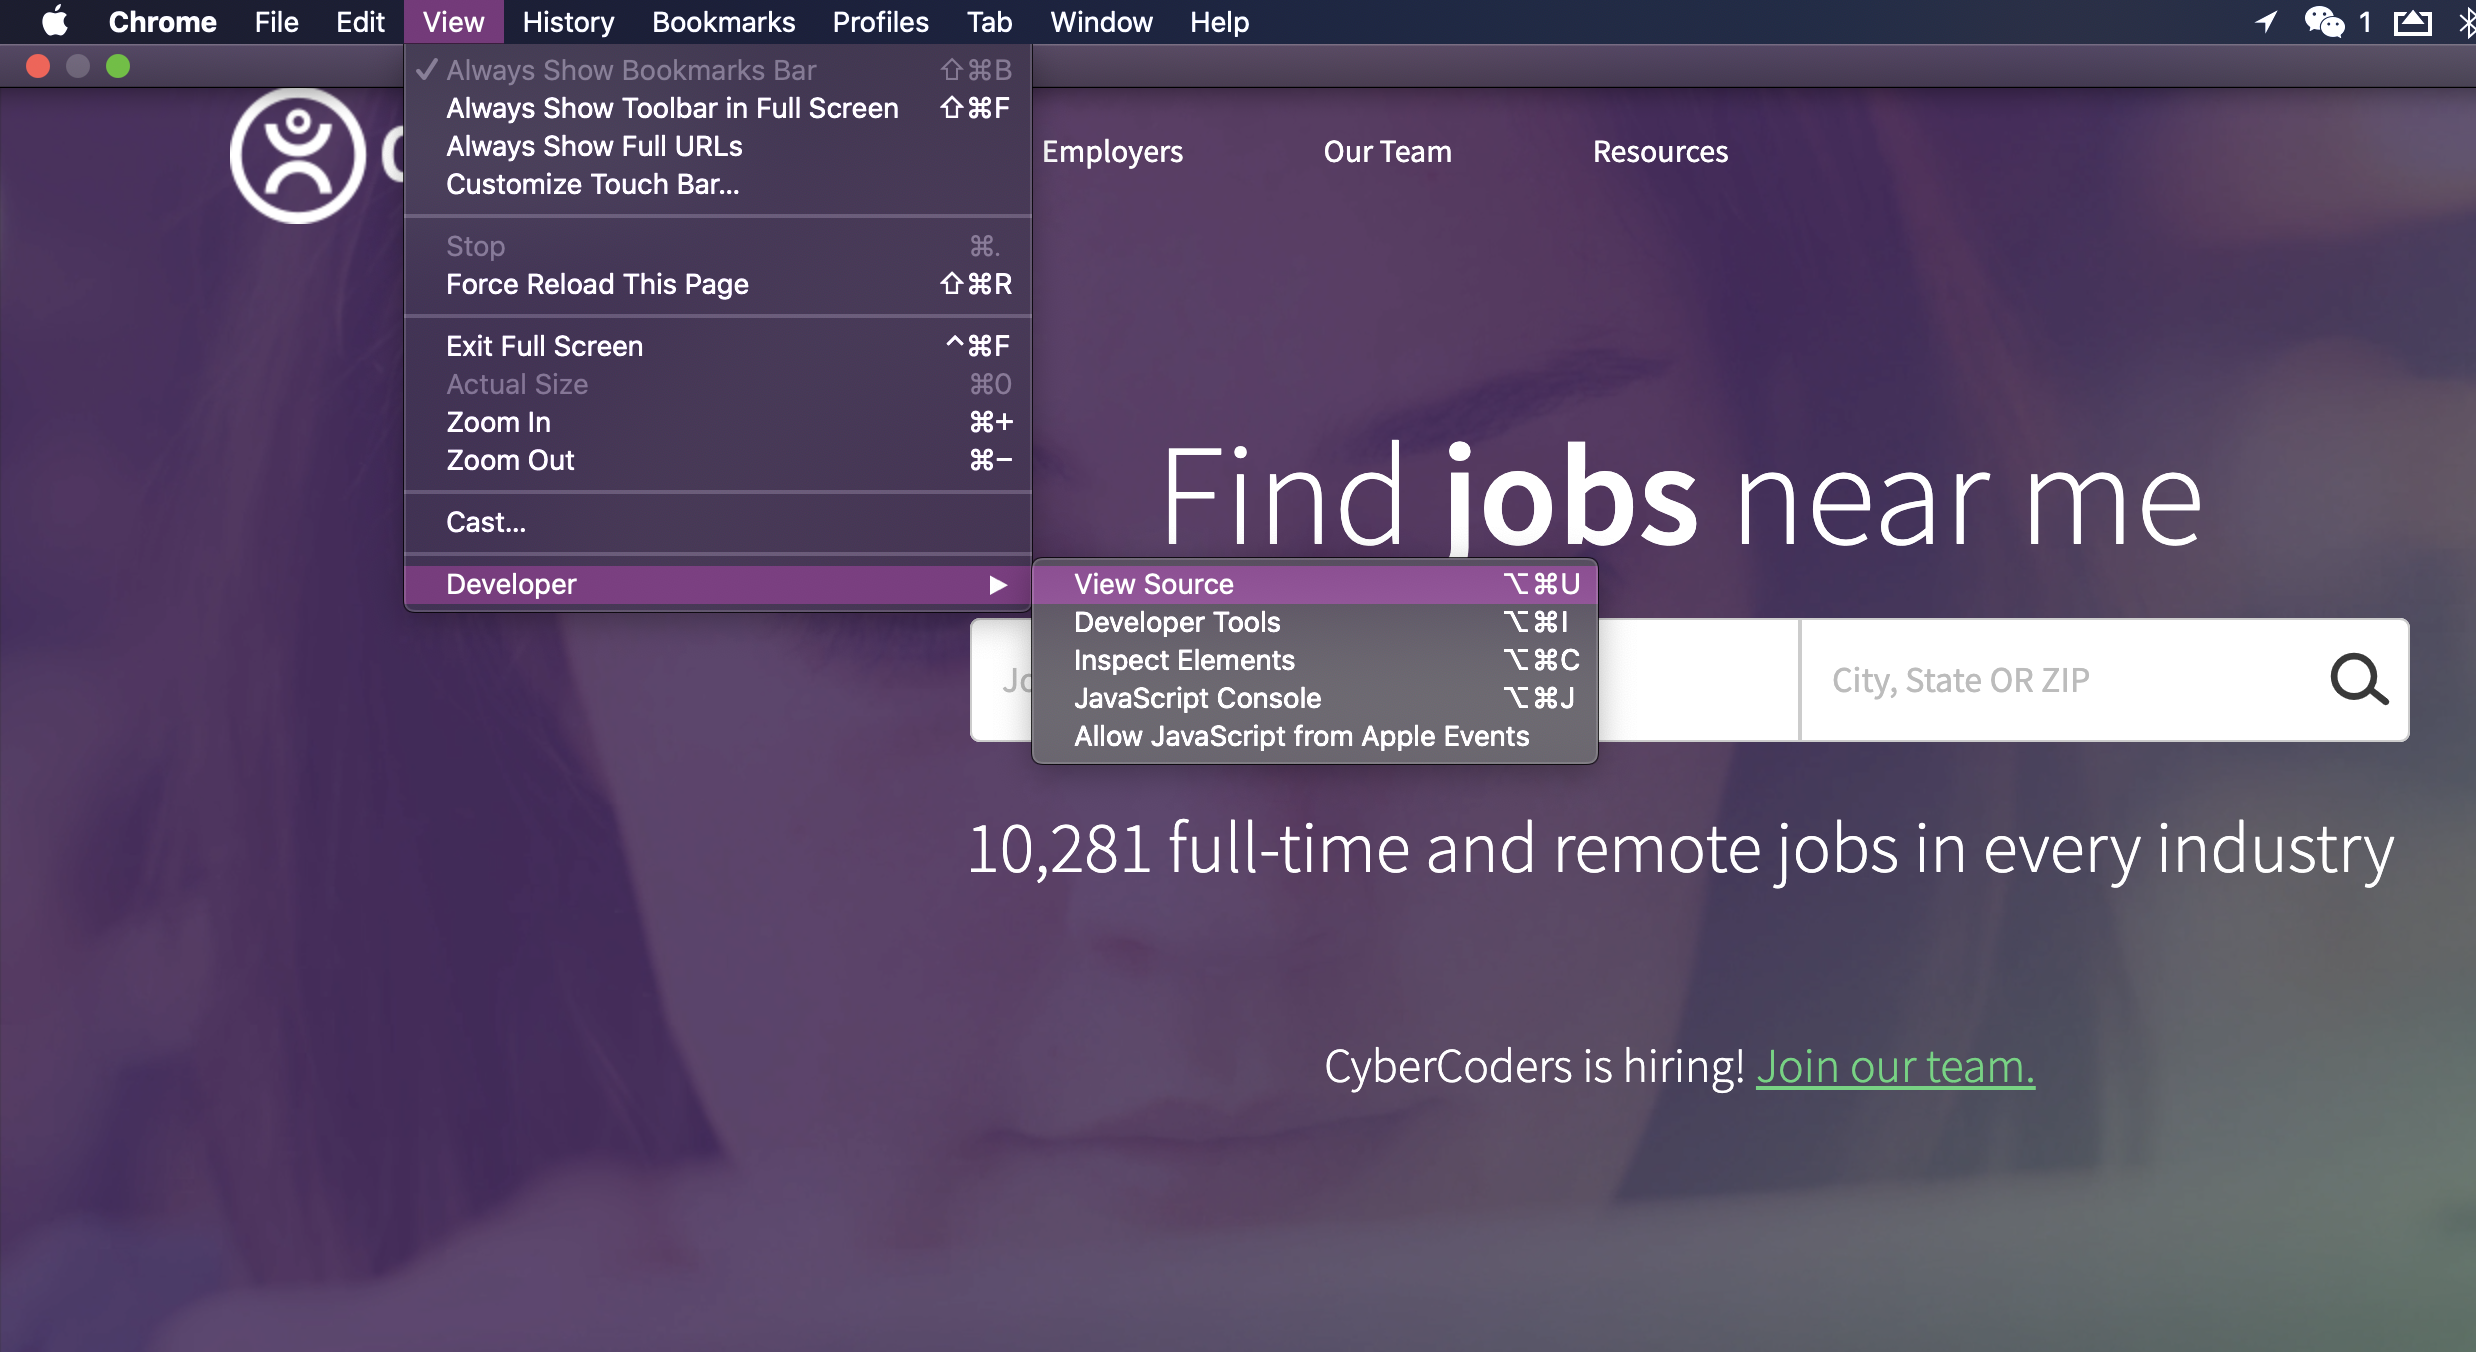 Chrome File Edit View History Bookmarks Profiles Tab Window Help 1
✓ Always Show Bookmarks Bar ⇧⌘B
Always Show Toolbar in Full Screen ⇧⌘F
Always Show Full URLs
Customize Touch Bar...
Stop ⌘.
Force Reload This Page ⇧⌘R
Exit Full Screen ^⌘F
Actual Size ⌘0
Zoom In ⌘+
Zoom Out ⌘−
Cast...
Developer ▶
View Source ⌥⌘U
Developer Tools ⌥⌘I
Inspect Elements ⌥⌘C
JavaScript Console ⌥⌘J
Allow JavaScript from Apple Events
Employers Our Team Resources
Find jobs near me
City, State OR ZIP
10,281 full-time and remote jobs in every industry
CyberCoders is hiring! Join our team.